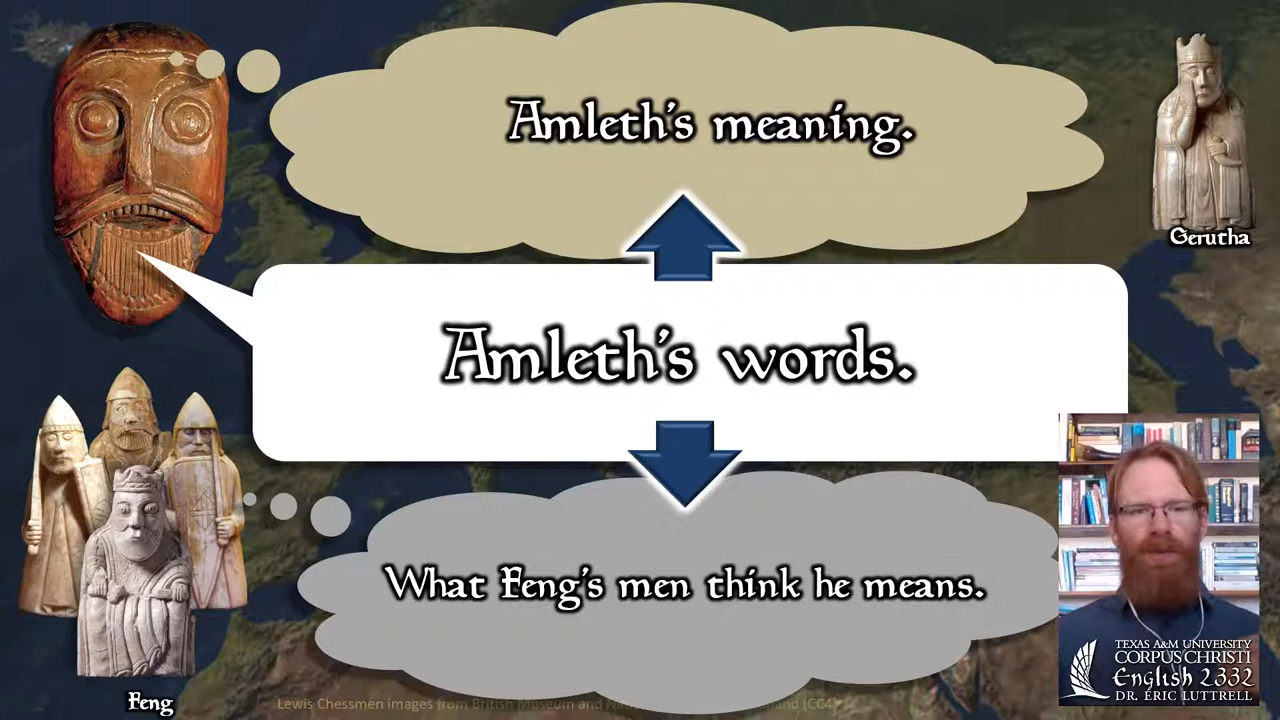 Amleth's meaning.
Gerutha
Amleth's words.
What Feng's men think he means.
TEXAS A&M UNIVERSITY
CORPUS CHRISTI
English 2332
DR. ERIC LUTTRELL
Feng
Lewis Chessmen images from British Museum and (CC4)